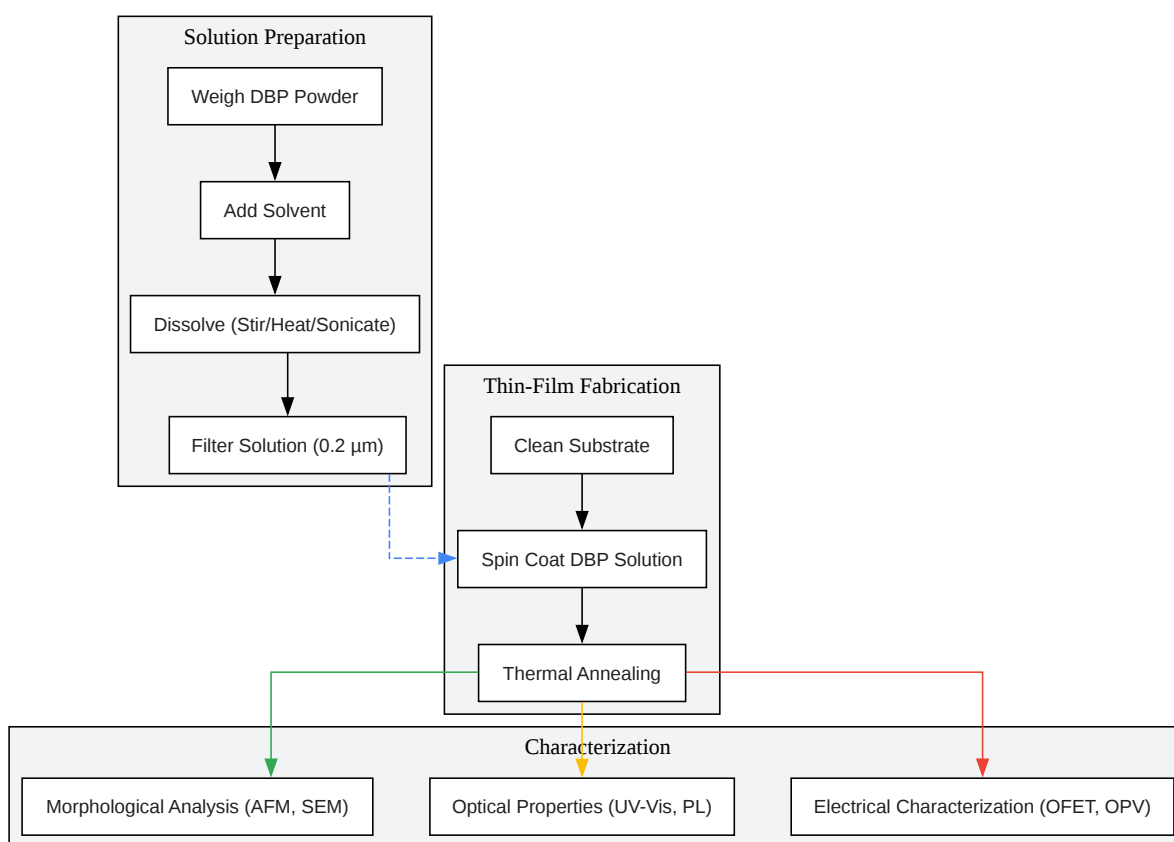 Solution Preparation
Weigh DBP Powder
Add Solvent
Dissolve (Stir/Heat/Sonicate)
Filter Solution (0.2 µm)
Thin-Film Fabrication
Clean Substrate
Spin Coat DBP Solution
Thermal Annealing
Characterization
Morphological Analysis (AFM, SEM)
Optical Properties (UV-Vis, PL)
Electrical Characterization (OFET, OPV)